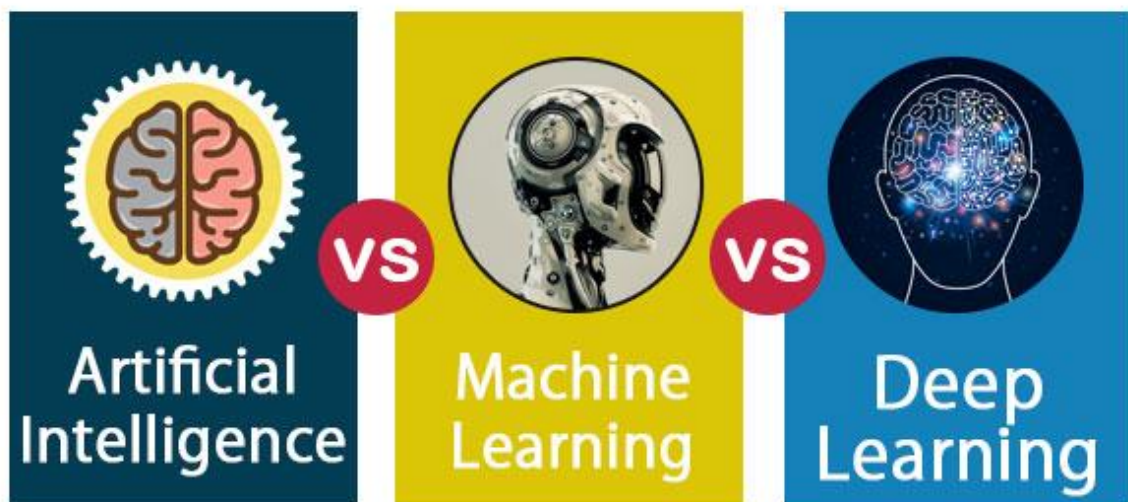 Artificial
Intelligence
VS
Machine
Learning
VS
Deep
Learning